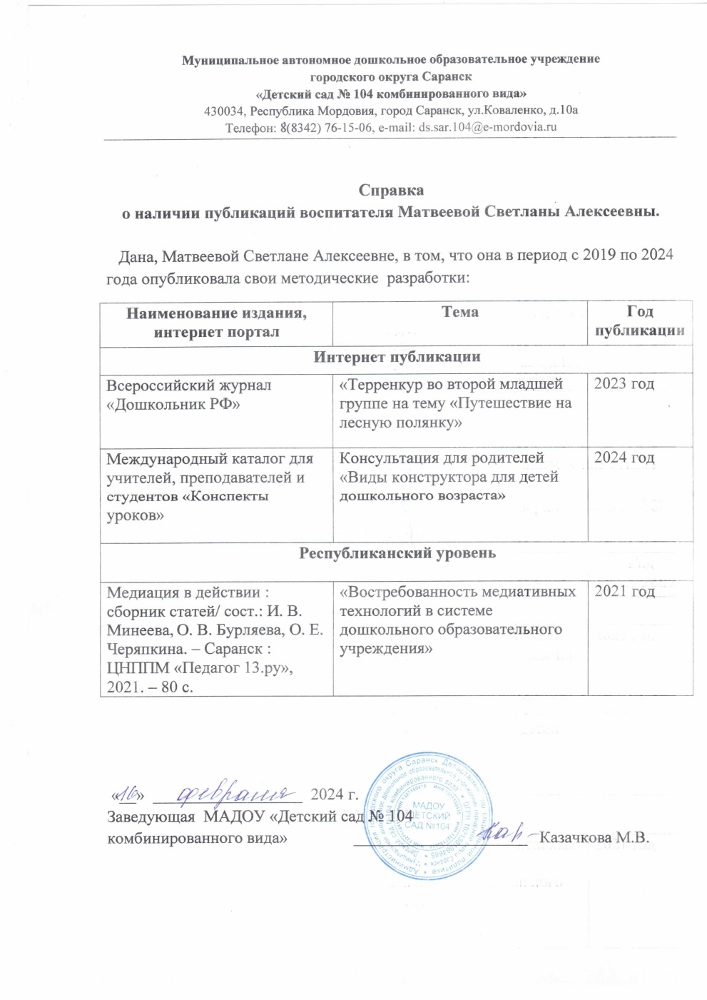 Муниципальное автономное дошкольное образовательное учреждение
городского округа Саранск
«Детский сад № 104 комбинированного вида»
430034, Республика Мордовия, город Саранск, ул.Коваленко, д.10а
Телефон: 8(8342) 76-15-06, e-mail: ds.sar.104@e-mordovia.ru
Справка
о наличии публикаций воспитателя Матвеевой Светланы Алексеевны.
Дана, Матвеевой Светлане Алексеевне, в том, что она в период с 2019 по 2024
года опубликовала свои методические разработки:
Наименование издания,
интернет портал
Тема
Год
публикации
Интернет публикации
Всероссийский журнал
«Дошкольник РФ»
«Терренкур во второй младшей
группе на тему «Путешествие на
лесную полянку»
2023 год
Международный каталог для
учителей, преподавателей и
студентов «Конспекты
уроков»
Консультация для родителей
«Виды конструктора для детей
дошкольного возраста»
2024 год
Республиканский уровень
Медиация в действии :
сборник статей/ сост.: И. В.
Минеева, О. В. Бурляева, О. Е.
Черяпкина. – Саранск :
ЦНППМ «Педагог 13.ру»,
2021. – 80 с.
«Востребованность медиативных
технологий в системе
дошкольного образовательного
учреждения»
2021 год
«16» февраля 2024 г.
Заведующая МАДОУ «Детский сад № 104
комбинированного вида» Казачкова М.В.
МАДОУ
ДЕТСКИЙ
САД №104